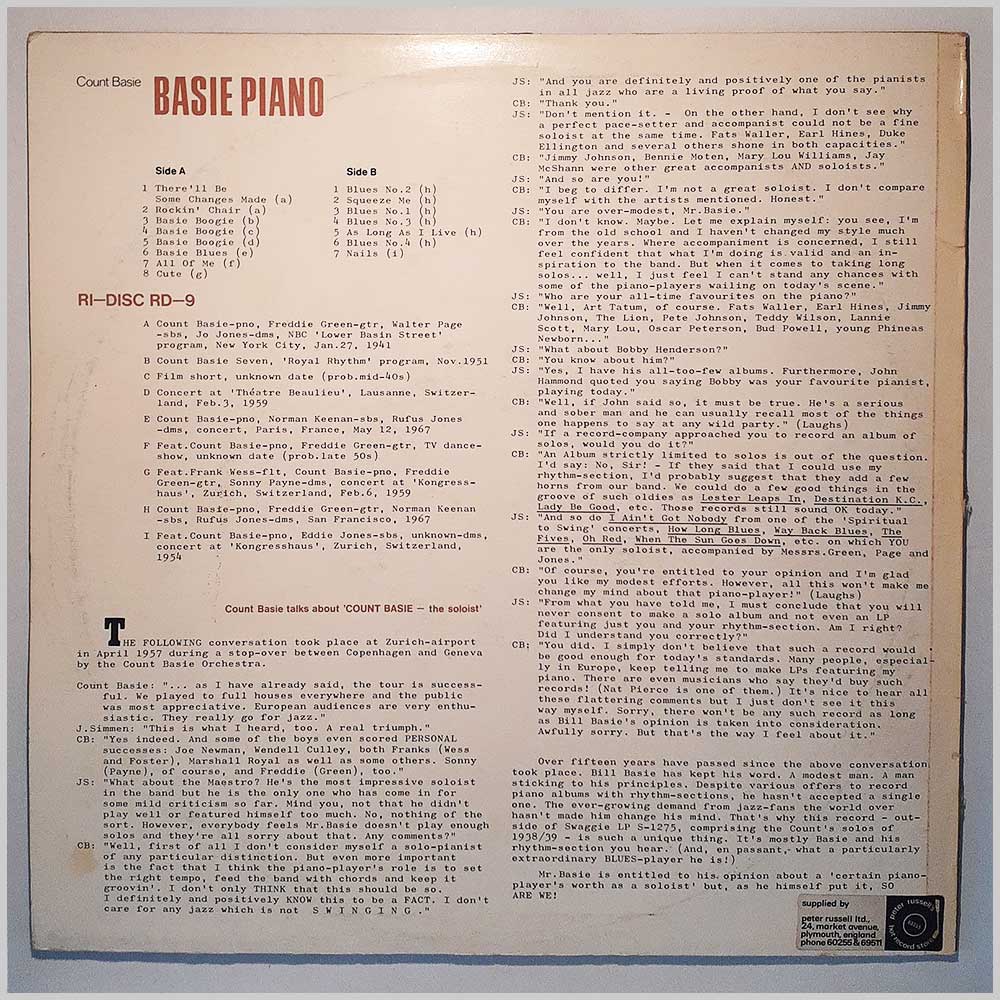 Count Basie BASIE PIANO
Side A
1 There'll Be
Some Changes Made (a)
2 Rockin' Chair (a)
3 Basie Boogie (b)
4 Basie Boogie (c)
5 Basie Boogie (d)
6 Basie Blues (e)
7 All Of Me (f)
8 Cute (g)
Side B
1 Blues No.2 (h)
2 Squeeze Me (h)
3 Blues No.1 (h)
4 Blues No.3 (h)
5 As Long As I Live (h)
6 Blues No.4 (h)
7 Nails (i)
RI–DISC RD–9
A Count Basie-pno, Freddie Green-gtr, Walter Page
-sbs, Jo Jones-dms, NBC 'Lower Basin Street'
program, New York City, Jan.27, 1941
B Count Basie Seven, 'Royal Rhythm' program, Nov.1951
C Film short, unknown date (prob.mid-40s)
D Concert at 'Théatre Beaulieu', Lausanne, Switzer-
land, Feb.3, 1959
E Count Basie-pno, Norman Keenan-sbs, Rufus Jones
-dms, concert, Paris, France, May 12, 1967
F Feat.Count Basie-pno, Freddie Green-gtr, TV dance-
show, unknown date (prob.late 50s)
G Feat.Frank Wess-flt, Count Basie-pno, Freddie
Green-gtr, Sonny Payne-dms, concert at 'Kongress-
haus', Zurich, Switzerland, Feb.6, 1959
H Count Basie-pno, Freddie Green-gtr, Norman Keenan
-sbs, Rufus Jones-dms, San Francisco, 1967
I Feat.Count Basie-pno, Eddie Jones-sbs, unknown-dms,
concert at 'Kongresshaus', Zurich, Switzerland,
1954
Count Basie talks about 'COUNT BASIE – the soloist'
THE FOLLOWING conversation took place at Zurich-airport
in April 1957 during a stop-over between Copenhagen and Geneva
by the Count Basie Orchestra.
Count Basie: "... as I have already said, the tour is success-
ful. We played to full houses everywhere and the public
was most appreciative. European audiences are very enthu-
siastic. They really go for jazz."
J.Simmen: "This is what I heard, too. A real triumph."
CB: "Yes indeed. And some of the boys even scored PERSONAL
successes: Joe Newman, Wendell Culley, both Franks (Wess
and Foster), Marshall Royal as well as some others. Sonny
(Payne), of course, and Freddie (Green), too."
JS: "What about the Maestro? He's the most impressive soloist
in the band but he is the only one who has come in for
some mild criticism so far. Mind you, not that he didn't
play well or featured himself too much. No, nothing of the
sort. However, everybody feels Mr.Basie doesn't play enough
solos and they're all sorry about that. Any comments?"
CB: "Well, first of all I don't consider myself a solo-pianist
of any particular distinction. But even more important
is the fact that I think the piano-player's role is to set
the right tempo, feed the band with chords and keep it
groovin'. I don't only THINK that this should be so.
I definitely and positively KNOW this to be a FACT. I don't
care for any jazz which is not S W I N G I N G ."
JS: "And you are definitely and positively one of the pianists
in all jazz who are a living proof of what you say."
CB: "Thank you."
JS: "Don't mention it. - On the other hand, I don't see why
a perfect pace-setter and accompanist could not be a fine
soloist at the same time. Fats Waller, Earl Hines, Duke
Ellington and several others shone in both capacities."
CB: "Jimmy Johnson, Bennie Moten, Mary Lou Williams, Jay
McShann were other great accompanists AND soloists."
JS: "And so are you!"
CB: "I beg to differ. I'm not a great soloist. I don't compare
myself with the artists mentioned. Honest."
JS: "You are over-modest, Mr.Basie."
CB: "I don't know. Maybe. Let me explain myself: you see, I'm
from the old school and I haven't changed my style much
over the years. Where accompaniment is concerned, I still
feel confident that what I'm doing is valid and an in-
spiration to the band. But when it comes to taking long
solos... well, I just feel I can't stand any chances with
some of the piano-players wailing on today's scene."
JS: "Who are your all-time favourites on the piano?"
CB: "Well, Art Tatum, of course. Fats Waller, Earl Hines, Jimmy
Johnson, The Lion, Pete Johnson, Teddy Wilson, Lannie
Scott, Mary Lou, Oscar Peterson, Bud Powell, young Phineas
Newborn..."
JS: "What about Bobby Henderson?"
CB: "You know about him?"
JS: "Yes, I have his all-too-few albums. Furthermore, John
Hammond quoted you saying Bobby was your favourite pianist,
playing today."
CB: "Well, if John said so, it must be true. He's a serious
and sober man and he can usually recall most of the things
one happens to say at any wild party." (Laughs)
JS: "If a record-company approached you to record an album of
solos, would you do it?"
CB: "An Album strictly limited to solos is out of the question.
I'd say: No, Sir! - If they said that I could use my
rhythm-section, I'd probably suggest that they add a few
horns from our band. We could do a few good things in the
groove of such oldies as Lester Leaps In, Destination K.C.,
Lady Be Good, etc. Those records still sound OK today."
JS: "And so do I Ain't Got Nobody from one of the 'Spiritual
to Swing' concerts, How Long Blues, Way Back Blues, The
Fives, Oh Red, When The Sun Goes Down, etc. on which YOU
are the only soloist, accompanied by Messrs.Green, Page and
Jones."
CB: "Of course, you're entitled to your opinion and I'm glad
you like my modest efforts. However, all this won't make me
change my mind about that piano-player!" (Laughs)
JS: "From what you have told me, I must conclude that you will
never consent to make a solo album and not even an LP
featuring just you and your rhythm-section. Am I right?
Did I understand you correctly?"
CB; "You did. I simply don't believe that such a record would
be good enough for today's standards. Many people, especial-
ly in Europe, keep telling me to make LPs featuring my
piano. There are even musicians who say they'd buy such
records! (Nat Pierce is one of them.) It's nice to hear all
these flattering comments but I just don't see it this
way myself. Sorry, there won't be any such record as long
as Bill Basie's opinion is taken into consideration.
Awfully sorry. But that's the way I feel about it."
Over fifteen years have passed since the above conversation
took place. Bill Basie has kept his word. A modest man. A man
sticking to his principles. Despite various offers to record
piano albums with rhythm-sections, he hasn't accepted a single
one. The ever-growing demand from jazz-fans the world over
hasn't made him change his mind. That's why this record - out-
side of Swaggie LP S-1275, comprising the Count's solos of
1938/39 - is such a unique thing. It's mostly Basie and his
rhythm-section you hear. (And, en passant, what a particularly
extraordinary BLUES-player he is!)
Mr.Basie is entitled to his opinion about a 'certain piano-
player's worth as a soloist' but, as he himself put it, SO
ARE WE!
supplied by
peter russell ltd.,
24, market avenue,
plymouth, england
phone 60255 & 69511
peter russell's
hot record store